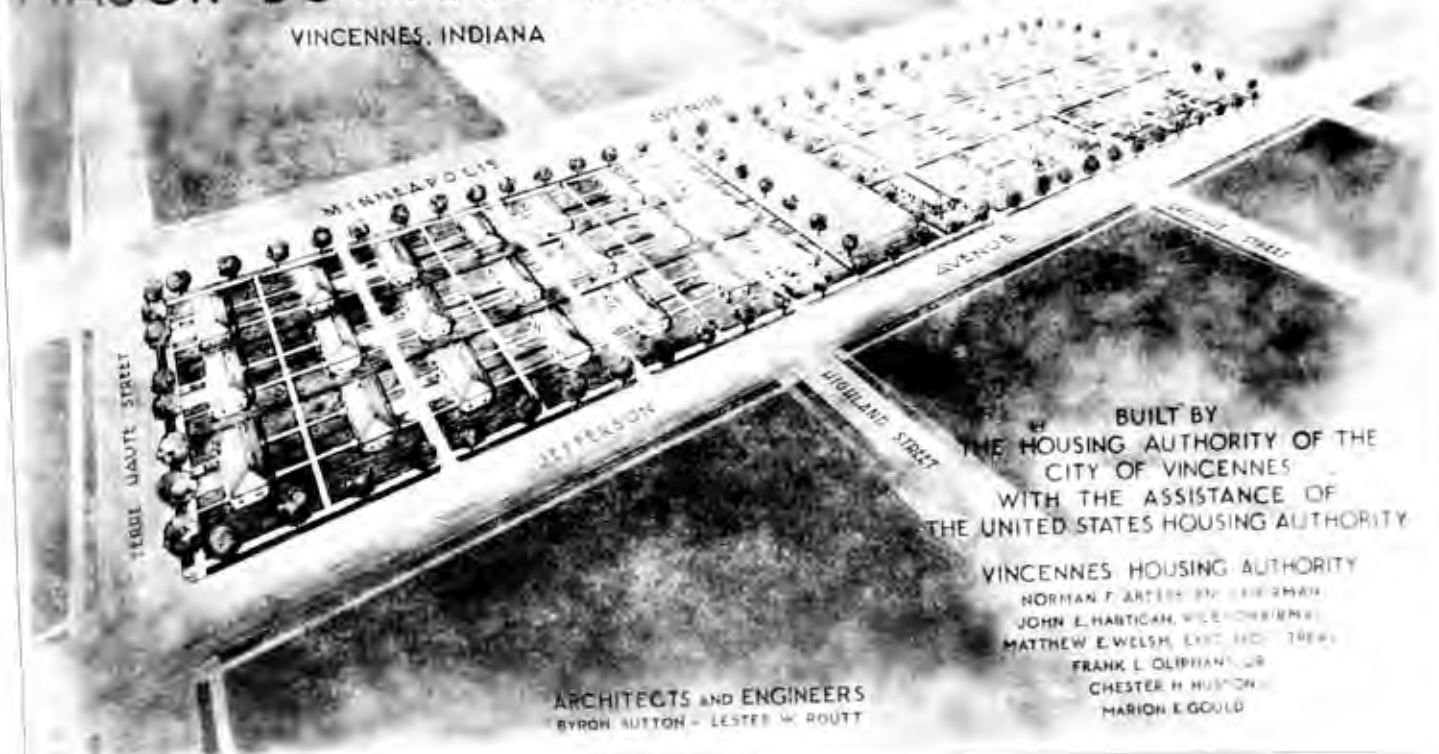 VINCENNES, INDIANA
MINNEAPOLIS AVENUE
TERRE HAUTE STREET
JEFFERSON AVENUE
HIGHLAND STREET
STREET
BUILT BY
THE HOUSING AUTHORITY OF THE
CITY OF VINCENNES
WITH THE ASSISTANCE OF
THE UNITED STATES HOUSING AUTHORITY
VINCENNES HOUSING AUTHORITY
NORMAN F.
JOHN E. HARTIGAN,
MATTHEW E. WELSH,
FRANK L. OLIPHANT
CHESTER H.
MARION E. GOULD
ARCHITECTS AND ENGINEERS
BYRON SUTTON - LESTER W. ROUTT